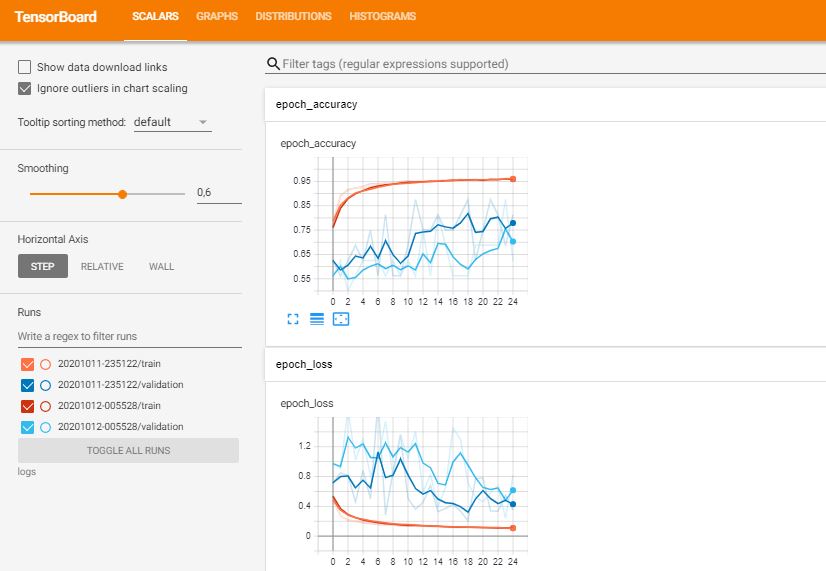 TensorBoard SCALARS GRAPHS DISTRIBUTIONS HISTOGRAMS
Show data download links
Ignore outliers in chart scaling
Tooltip sorting method: default
Smoothing
0,6
Horizontal Axis
STEP RELATIVE WALL
Runs
Write a regex to filter runs
20201011-235122/train
20201011-235122/validation
20201012-005528/train
20201012-005528/validation
TOGGLE ALL RUNS
logs
Filter tags (regular expressions supported)
epoch_accuracy
epoch_accuracy
0.95
0.85
0.75
0.65
0.55
0 2 4 6 8 10 12 14 16 18 20 22 24
epoch_loss
epoch_loss
1.2
0.8
0.4
0
0 2 4 6 8 10 12 14 16 18 20 22 24